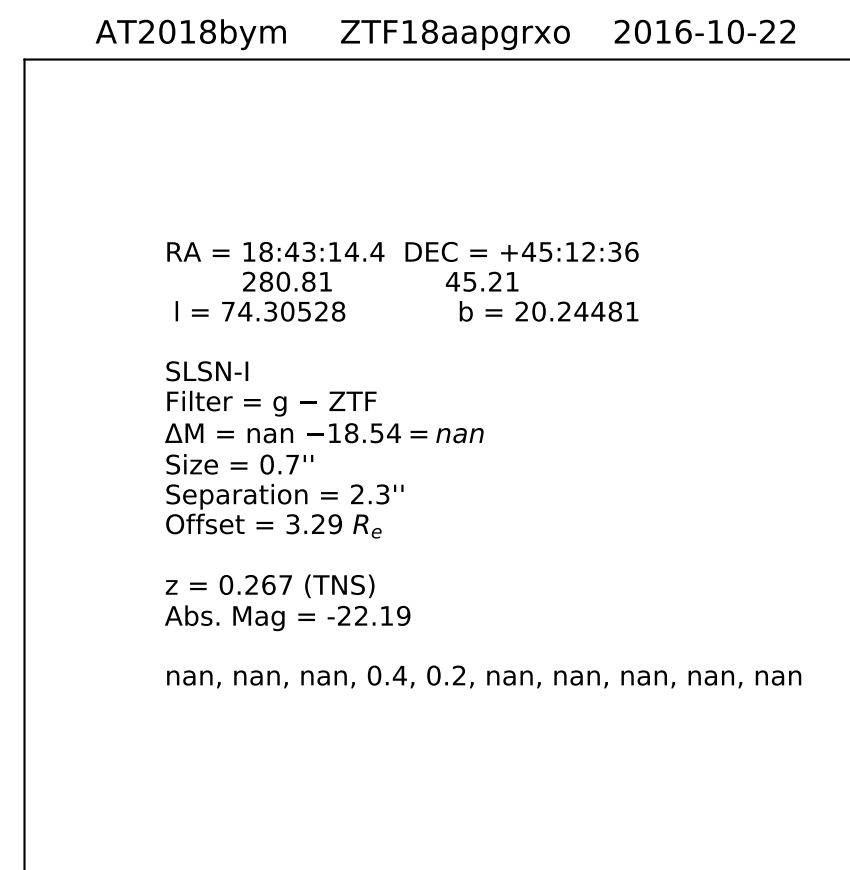 AT2018bym ZTF18aapgrxo 2016-10-22
RA = 18:43:14.4 DEC = +45:12:36
280.81 45.21
l = 74.30528 b = 20.24481
SLSN-I
Filter = g − ZTF
ΔM = nan −18.54 = nan
Size = 0.7''
Separation = 2.3''
Offset = 3.29 Rₑ
z = 0.267 (TNS)
Abs. Mag = -22.19
nan, nan, nan, 0.4, 0.2, nan, nan, nan, nan, nan